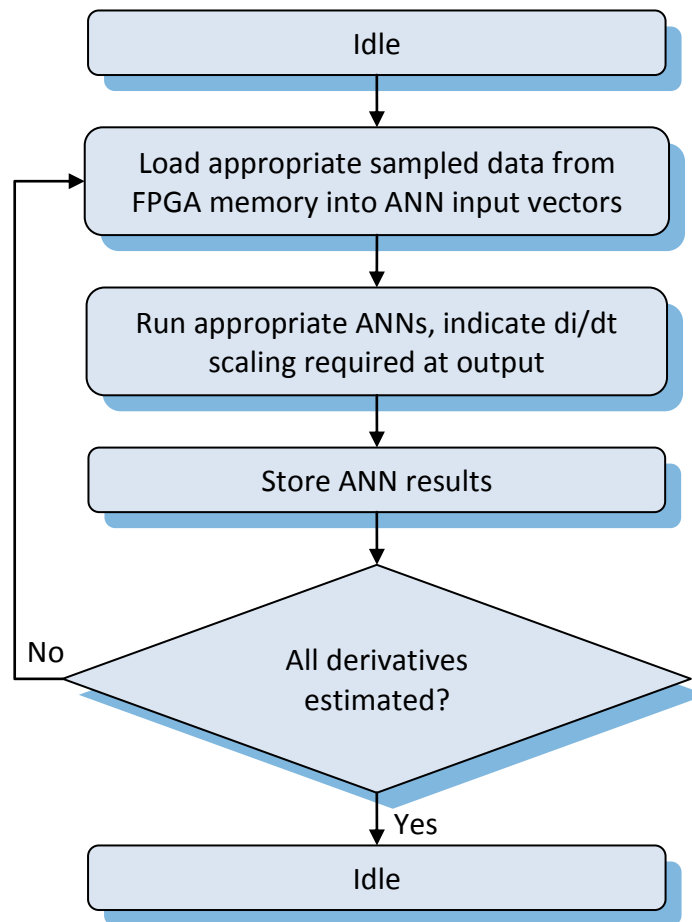 Idle
Load appropriate sampled data from
FPGA memory into ANN input vectors
Run appropriate ANNs, indicate di/dt
scaling required at output
Store ANN results
No
All derivatives
estimated?
Yes
Idle